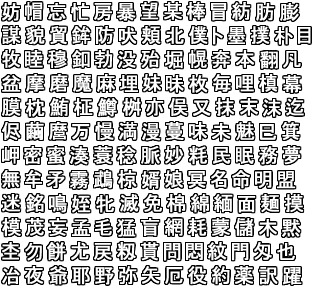 妨帽忘忙房暴望某棒冒紡肪膨
謀貌貿鉾防吠頬北僕卜墨撲朴目
牧睦穆釦勃没殆堀幌奔本翻凡
盆摩磨魔麻埋妹昧枚毎哩槙幕
膜枕鮪柾鱒桝亦俣又抹末沫迄
侭繭麿万慢満漫蔓味未魅巳箕
岬密蜜湊蓑稔脈妙粍民眠務夢
無牟矛霧鵡椋婿娘冥名命明盟
迷銘鳴姪牝滅免棉綿緬面麺摸
模茂妄孟毛猛盲網耗蒙儲木黙
杢勿餅尤戻籾貰問悶紋門匁也
冶夜爺耶野弥矢厄役約薬訳躍